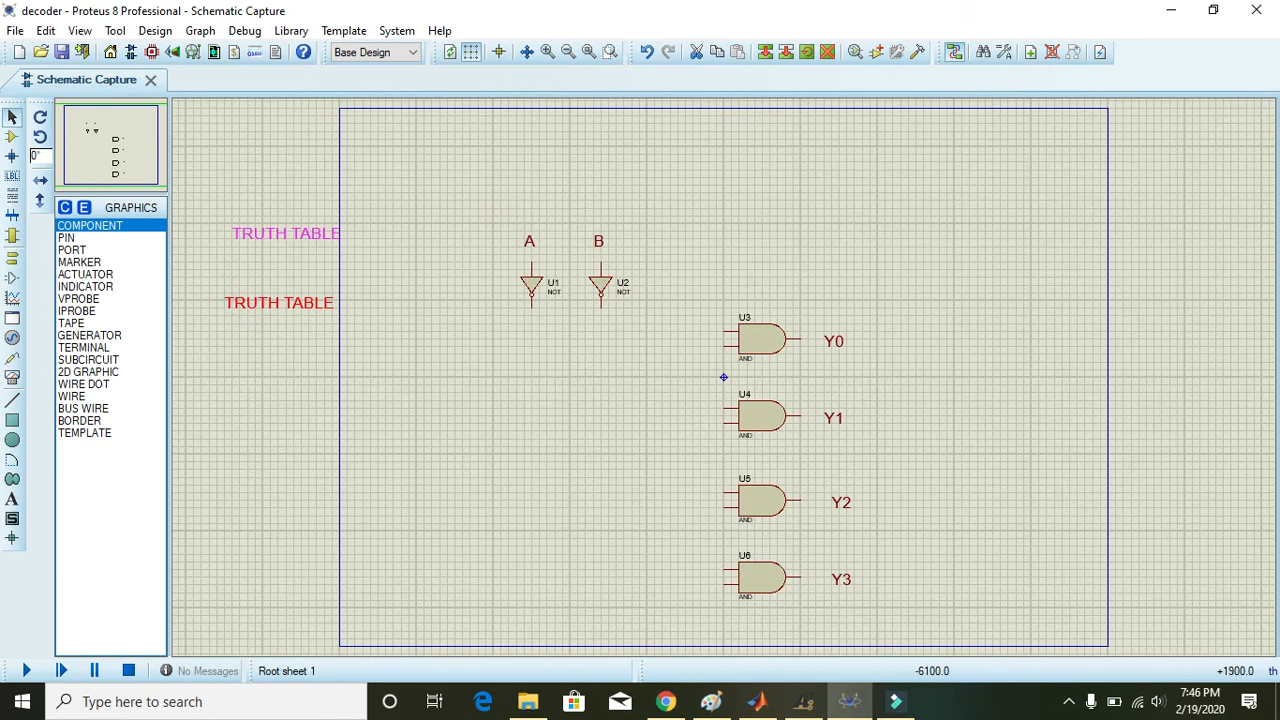 decoder - Proteus 8 Professional - Schematic Capture
File Edit View Tool Design Graph Debug Library Template System Help
Base Design
Schematic Capture
0°
C E GRAPHICS
COMPONENT
PIN
PORT
MARKER
ACTUATOR
INDICATOR
VPROBE
IPROBE
TAPE
GENERATOR
TERMINAL
SUBCIRCUIT
2D GRAPHIC
WIRE DOT
WIRE
BUS WIRE
BORDER
TEMPLATE
LBL
A
S
TRUTH TABLE
TRUTH TABLE
A B
U1
NOT
U2
NOT
U3
AND
Y0
U4
AND
Y1
U5
AND
Y2
U6
AND
Y3
No Messages
Root sheet 1
-6100.0
+1900.0
th
Type here to search
7:46 PM
2/19/2020